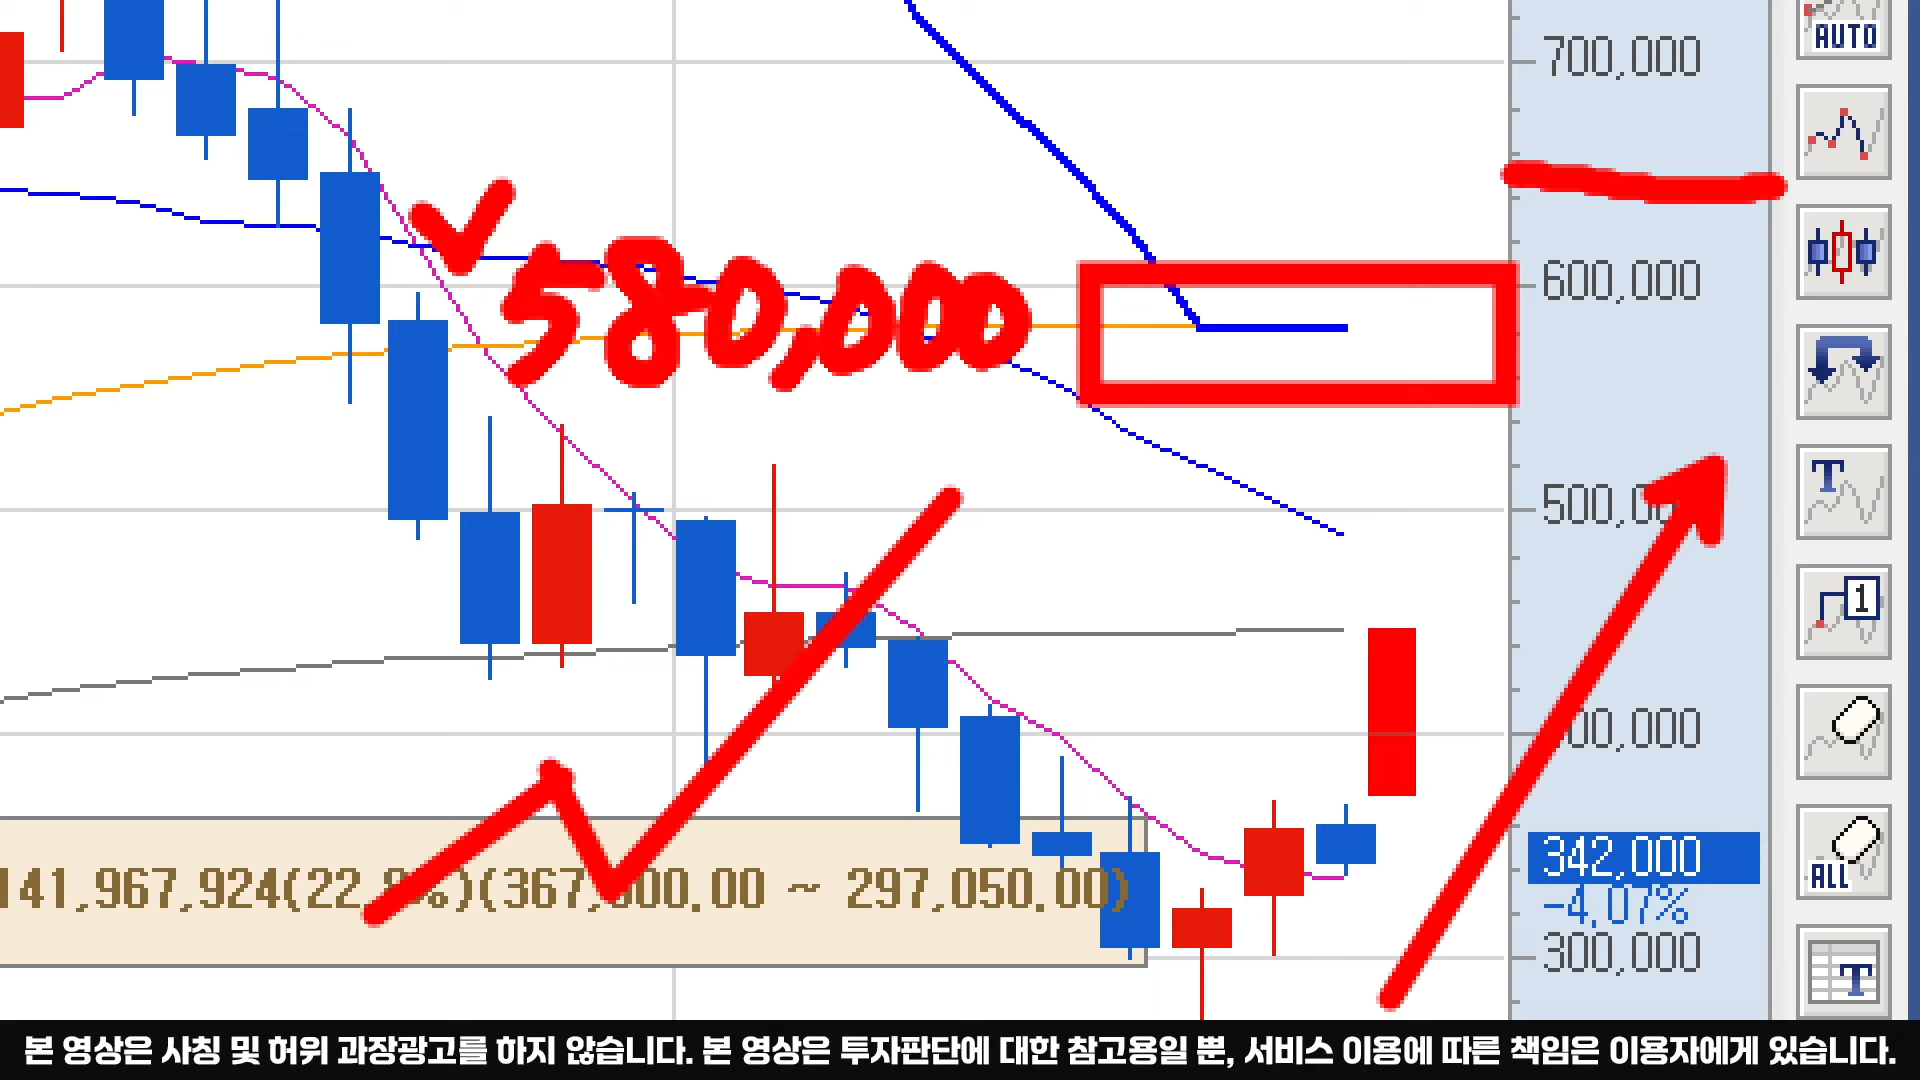 AUTO
700,000
580,000
600,000
T
500,00
1
00,000
ALL
342,000
-4.07%
141,967,924(22. %)(367, 00.00 ~ 297,050.00)
300,000
T
본 영상은 사칭 및 허위 과장광고를 하지 않습니다. 본 영상은 투자판단에 대한 참고용일 뿐, 서비스 이용에 따른 책임은 이용자에게 있습니다.